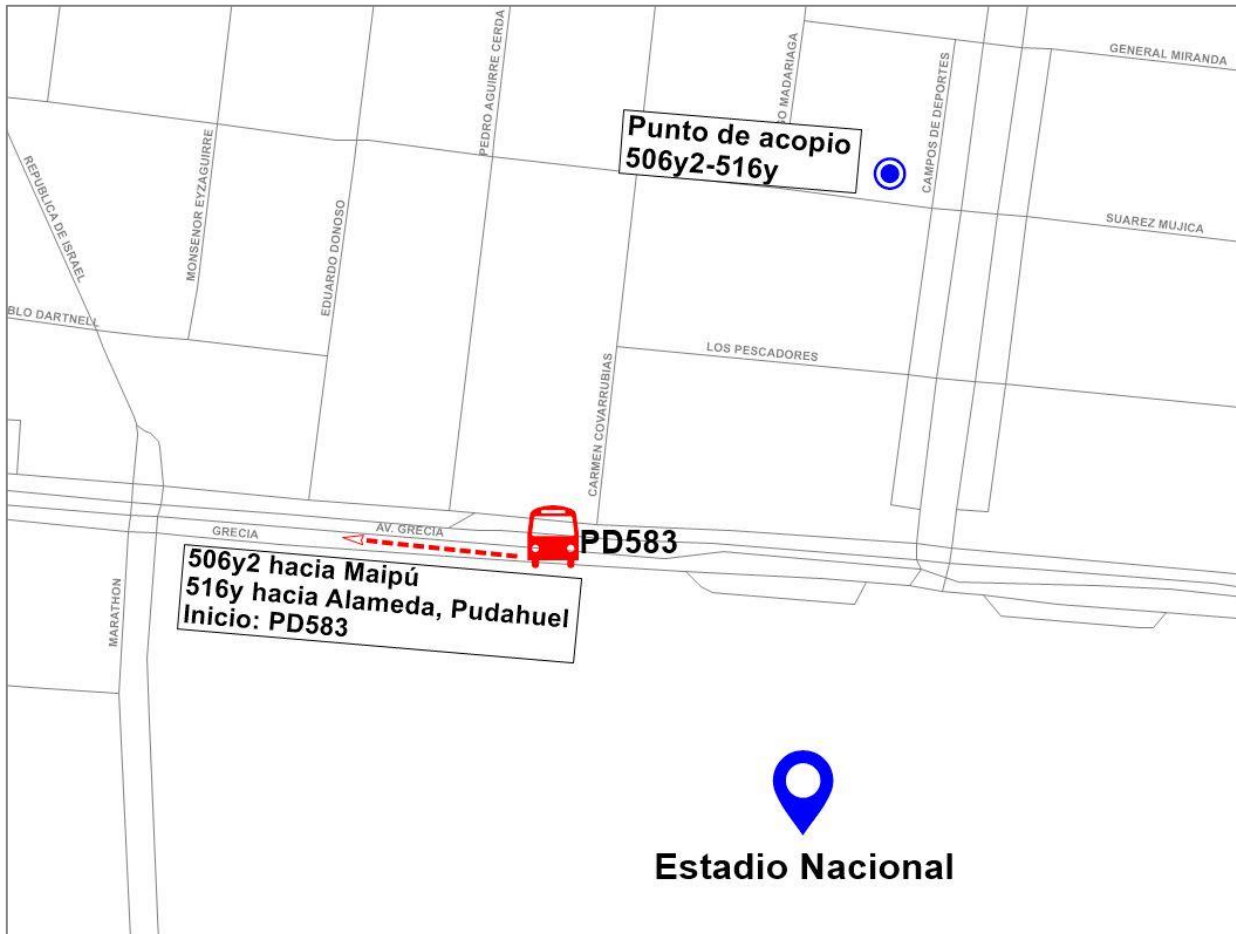 GENERAL MIRANDA
PEDRO AGUIRRE CERDA
CAMPOS DE DEPORTES
MADARIAGA
Punto de acopio
506y2-516y
MONSENOR EYZAGUIRRE
REPUBLICA DE ISRAEL
EDUARDO DONOSO
SUAREZ MUJICA
BLO DARTNELL
LOS PESCADORES
CARMEN COVARRUBIAS
GRECIA
AV. GRECIA
PD583
506y2 hacia Maipú
516y hacia Alameda, Pudahuel
Inicio: PD583
MARATHON
Estadio Nacional